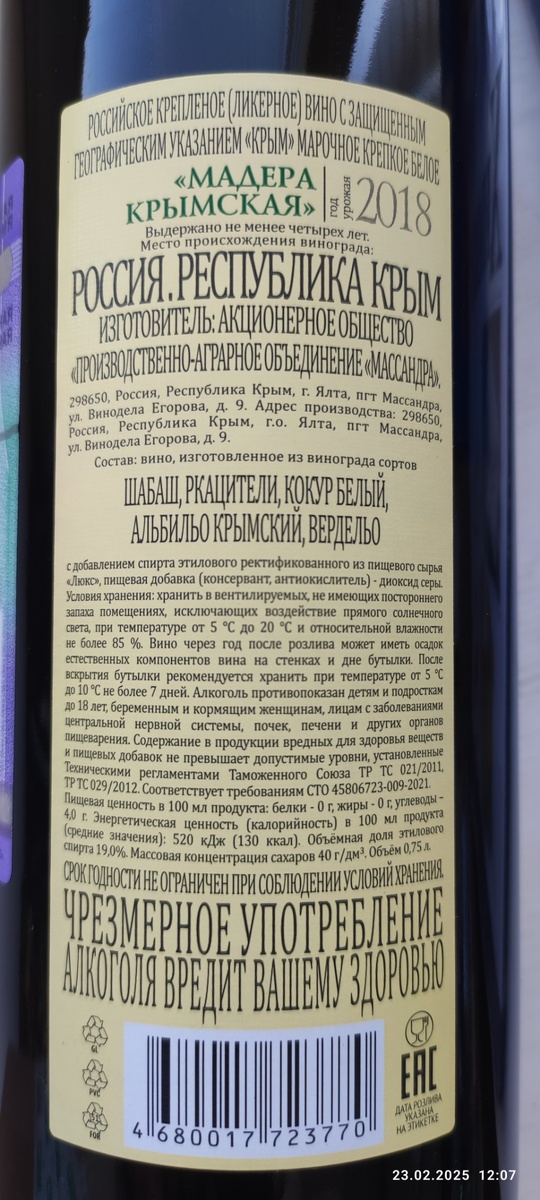 РОССИЙСКОЕ КРЕПЛЕНОЕ (ЛИКЕРНОЕ) ВИНО С ЗАЩИЩЕННЫМ
ГЕОГРАФИЧЕСКИМ УКАЗАНИЕМ «КРЫМ» МАРОЧНОЕ КРЕПКОЕ БЕЛОЕ
«МАДЕРА
КРЫМСКАЯ»
год
урожая
2018
Выдержано не менее четырех лет.
Место происхождения винограда:
РОССИЯ. РЕСПУБЛИКА КРЫМ
ИЗГОТОВИТЕЛЬ: АКЦИОНЕРНОЕ ОБЩЕСТВО
«ПРОИЗВОДСТВЕННО-АГРАРНОЕ ОБЪЕДИНЕНИЕ «МАССАНДРА»,
298650, Россия, Республика Крым, г. Ялта, пгт Массандра,
ул. Винодела Егорова, д. 9. Адрес производства: 298650,
Россия, Республика Крым, г.о. Ялта, пгт Массандра,
ул. Винодела Егорова, д. 9.
Состав: вино, изготовленное из винограда сортов
ШАБАШ, РКАЦИТЕЛИ, КОКУР БЕЛЫЙ,
АЛЬБИЛЬО КРЫМСКИЙ, ВЕРДЕЛЬО
с добавлением спирта этилового ректификованного из пищевого сырья
«Люкс», пищевая добавка (консервант, антиокислитель) - диоксид серы.
Условия хранения: хранить в вентилируемых, не имеющих постороннего
запаха помещениях, исключающих воздействие прямого солнечного
света, при температуре от 5 °С до 20 °С и относительной влажности
не более 85 %. Вино через год после розлива может иметь осадок
естественных компонентов вина на стенках и дне бутылки. После
вскрытия бутылки рекомендуется хранить при температуре от 5 °С
до 10 °С не более 7 дней. Алкоголь противопоказан детям и подросткам
до 18 лет, беременным и кормящим женщинам, лицам с заболеваниями
центральной нервной системы, почек, печени и других органов
пищеварения. Содержание в продукции вредных для здоровья веществ
и пищевых добавок не превышает допустимые уровни, установленные
Техническими регламентами Таможенного Союза ТР ТС 021/2011,
ТР ТС 029/2012. Соответствует требованиям СТО 45806723-009-2021.
Пищевая ценность в 100 мл продукта: белки - 0 г, жиры - 0 г, углеводы -
4,0 г. Энергетическая ценность (калорийность) в 100 мл продукта
(средние значения): 520 кДж (130 ккал). Объёмная доля этилового
спирта 19,0%. Массовая концентрация сахаров 40 г/дм³. Объём 0,75 л.
СРОК ГОДНОСТИ НЕ ОГРАНИЧЕН ПРИ СОБЛЮДЕНИИ УСЛОВИЙ ХРАНЕНИЯ.
ЧРЕЗМЕРНОЕ УПОТРЕБЛЕНИЕ
АЛКОГОЛЯ ВРЕДИТ ВАШЕМУ ЗДОРОВЬЮ
GL
PVC
FOR
4 680017 723770
EAC
ДАТА РОЗЛИВА
УКАЗАНА
НА ЭТИКЕТКЕ
23.02.2025 12:07